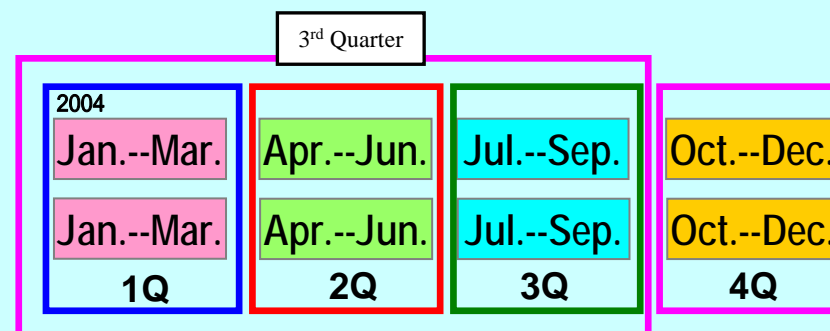 3rd Quarter
2004
Jan.--Mar. Apr.--Jun. Jul.--Sep. Oct.--Dec.
Jan.--Mar. Apr.--Jun. Jul.--Sep. Oct.--Dec.
1Q 2Q 3Q 4Q